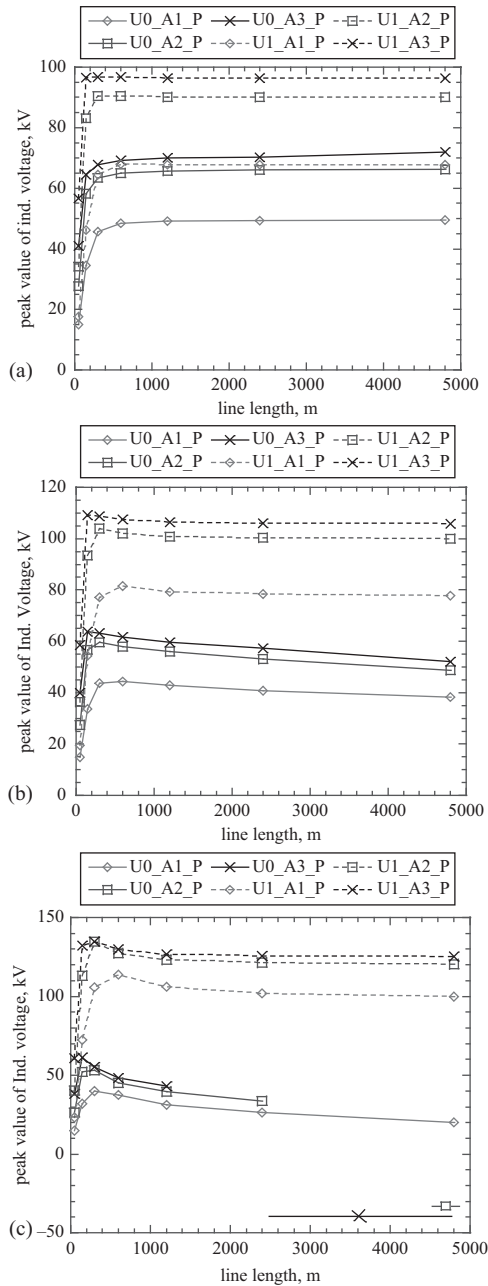 U0_A1_P U0_A3_P U1_A2_P
U0_A2_P U1_A1_P U1_A3_P
100
80
60
40
20
0
peak value of ind. voltage, kV
0 1000 2000 3000 4000 5000
line length, m
(a)
U0_A1_P U0_A3_P U1_A2_P
U0_A2_P U1_A1_P U1_A3_P
120
100
80
60
40
20
0
peak value of Ind. Voltage, kV
0 1000 2000 3000 4000 5000
line length, m
(b)
U0_A1_P U0_A3_P U1_A2_P
U0_A2_P U1_A1_P U1_A3_P
150
100
50
0
–50
peak value of Ind. voltage, kV
0 1000 2000 3000 4000 5000
line length, m
(c)